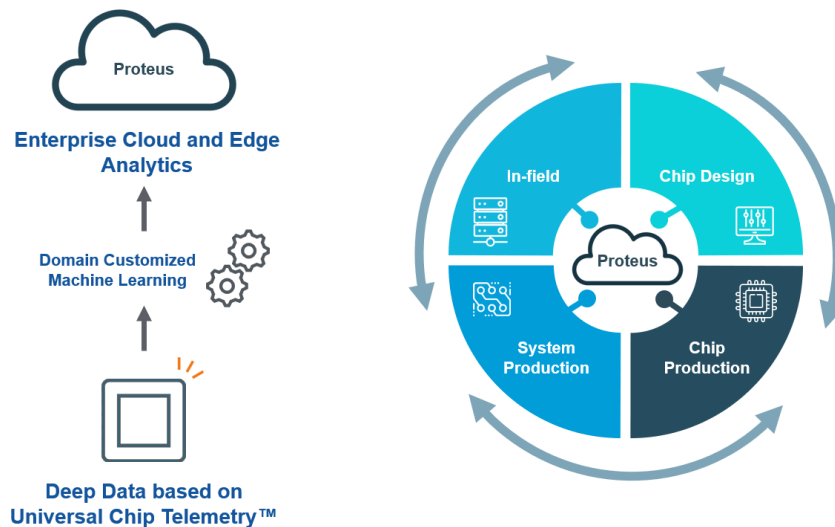 Proteus
Enterprise Cloud and Edge
Analytics
Domain Customized
Machine Learning
Deep Data based on
Universal Chip Telemetry™
In-field
Chip Design
Proteus
System
Production
Chip
Production